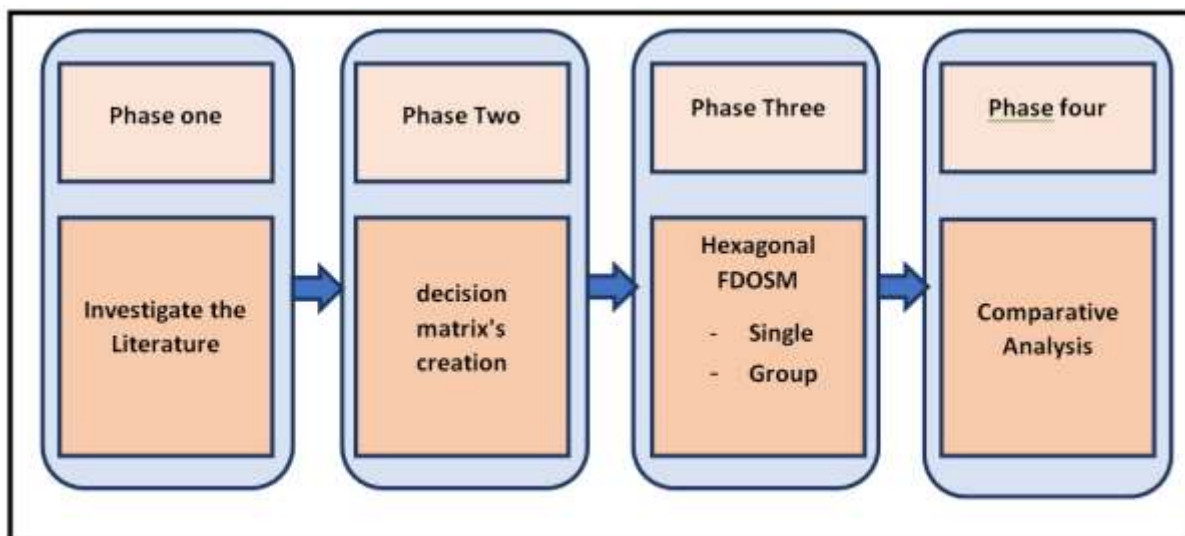 Phase one
Investigate the
Literature
Phase Two
decision
matrix's
creation
Phase Three
Hexagonal
FDOSM
- Single
- Group
Phase four
Comparative
Analysis